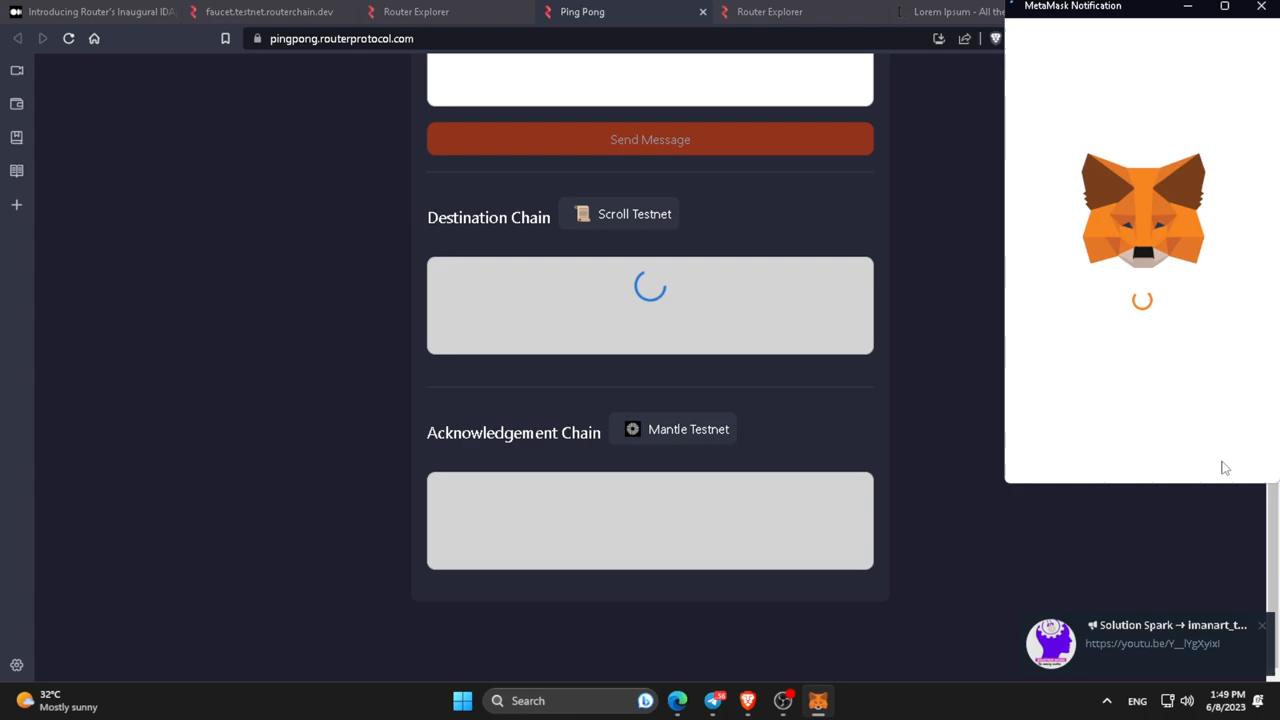 Introducing Router's Inaugural IDA
faucet.testnet.routerchain.dev
Router Explorer
Ping Pong
Router Explorer
Lorem Ipsum - All the
MetaMask Notification
pingpong.routerprotocol.com
Send Message
Destination Chain
Scroll Testnet
Acknowledgement Chain
Mantle Testnet
Solution Spark → imanart_t...
https://youtu.be/Y__lYgXyixI
32°C
Mostly sunny
Search
56
ENG
1:49 PM
6/8/2023